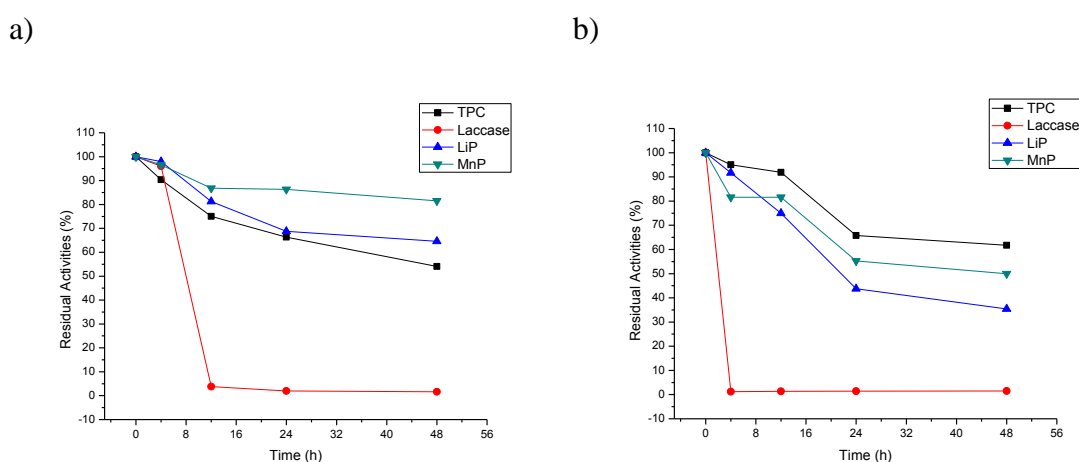 a)
TPC
Laccase
LiP
MnP
110
100
90
80
70
60
50
40
30
20
10
0
-10
Residual Activities (%)
0 8 16 24 32 40 48 56
Time (h)
b)
TPC
Laccase
LiP
MnP
110
100
90
80
70
60
50
40
30
20
10
0
-10
Residual Activities (%)
0 8 16 24 32 40 48 56
Time (h)